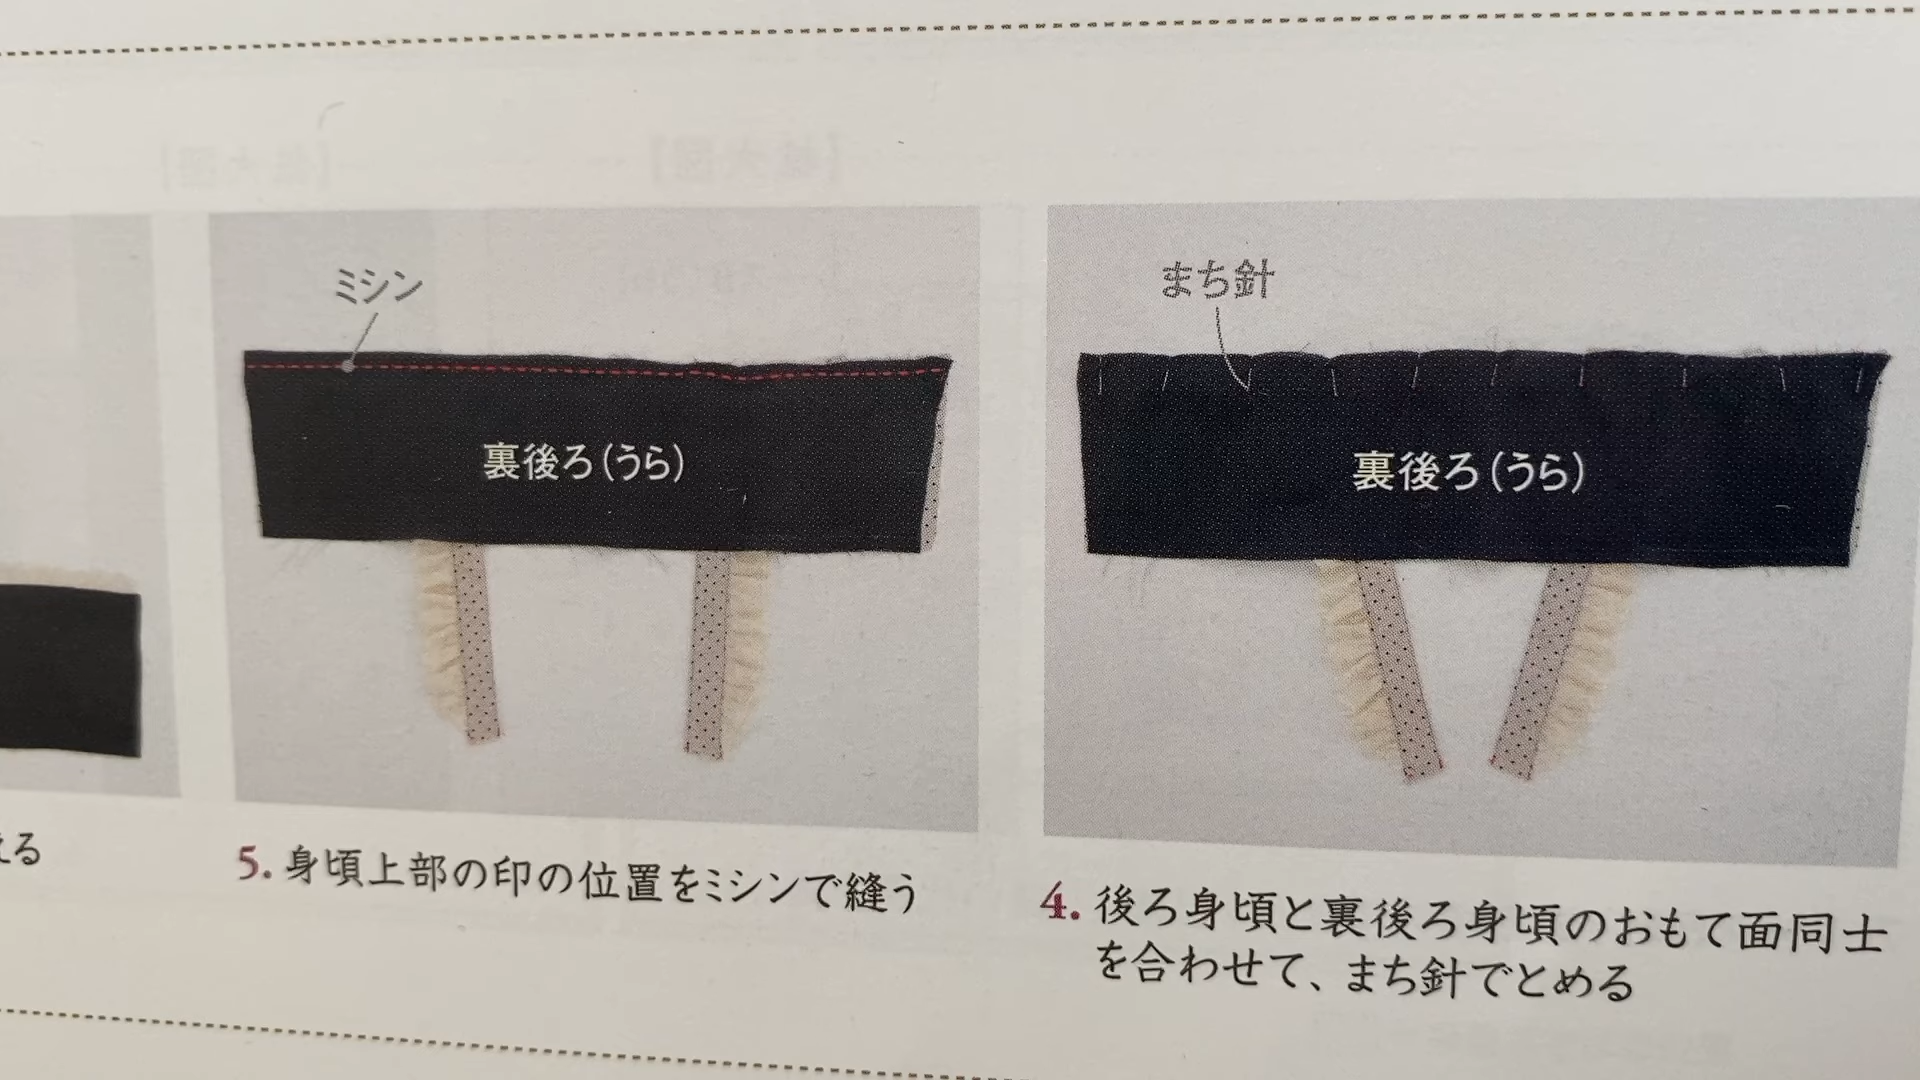 まち針
裏後ろ(うら)
4. 後ろ身頃と裏後ろ身頃のおもて面同士
を合わせて、まち針でとめる
ミシン
裏後ろ(うら)
5. 身頃上部の印の位置をミシンで縫う
る